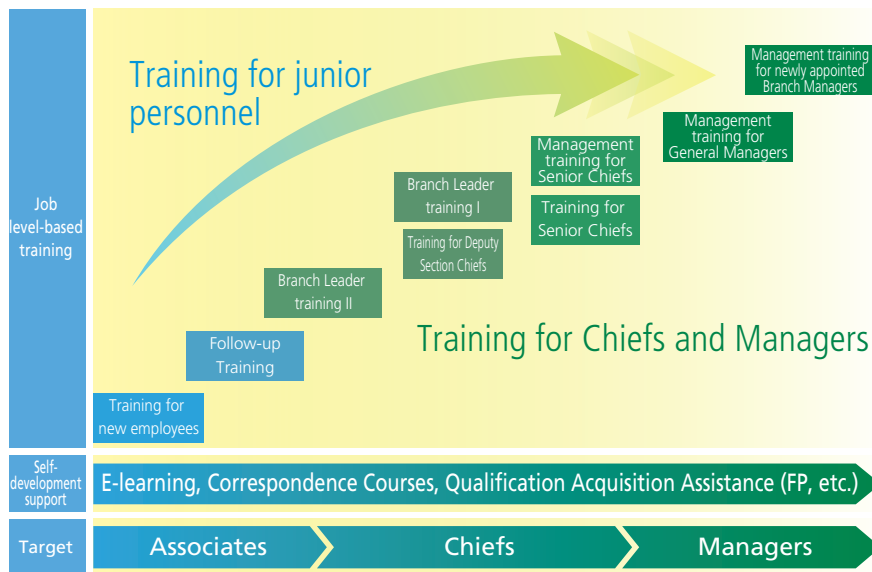 Job
level-based
training
Training for junior
personnel
Management training
for newly appointed
Branch Managers
Management
training for
General Managers
Management
training for
Senior Chiefs
Training for
Senior Chiefs
Branch Leader
training I
Training for Deputy
Section Chiefs
Branch Leader
training II
Follow-up
Training
Training for
new employees
Training for Chiefs and Managers
Self-
development
support
E-learning, Correspondence Courses, Qualification Acquisition Assistance (FP, etc.)
Target
Associates
Chiefs
Managers